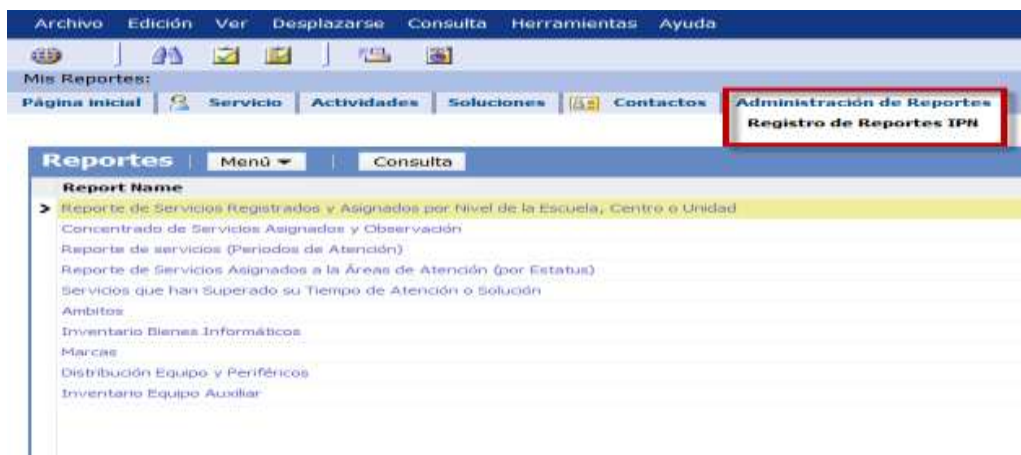 Archivo Edición Ver Desplazarse Consulta Herramientas Ayuda
Mis Reportes:
Página inicial Servicio Actividades Soluciones Contactos Administración de Reportes
Registro de Reportes IPN
Reportes Menú Consulta
Report Name
Reporte de Servicios Registrados y Asignados por Nivel de la Escuela, Centro o Unidad
Concentrado de Servicios Asignados y Observación
Reporte de servicios (Periodos de Atención)
Reporte de Servicios Asignados a la Áreas de Atención (por Estatus)
Servicios que han Superado su Tiempo de Atención o Solución
Ambitos
Inventario Bienes Informáticos
Marcas
Distribución Equipo y Periféricos
Inventario Equipo Auxiliar